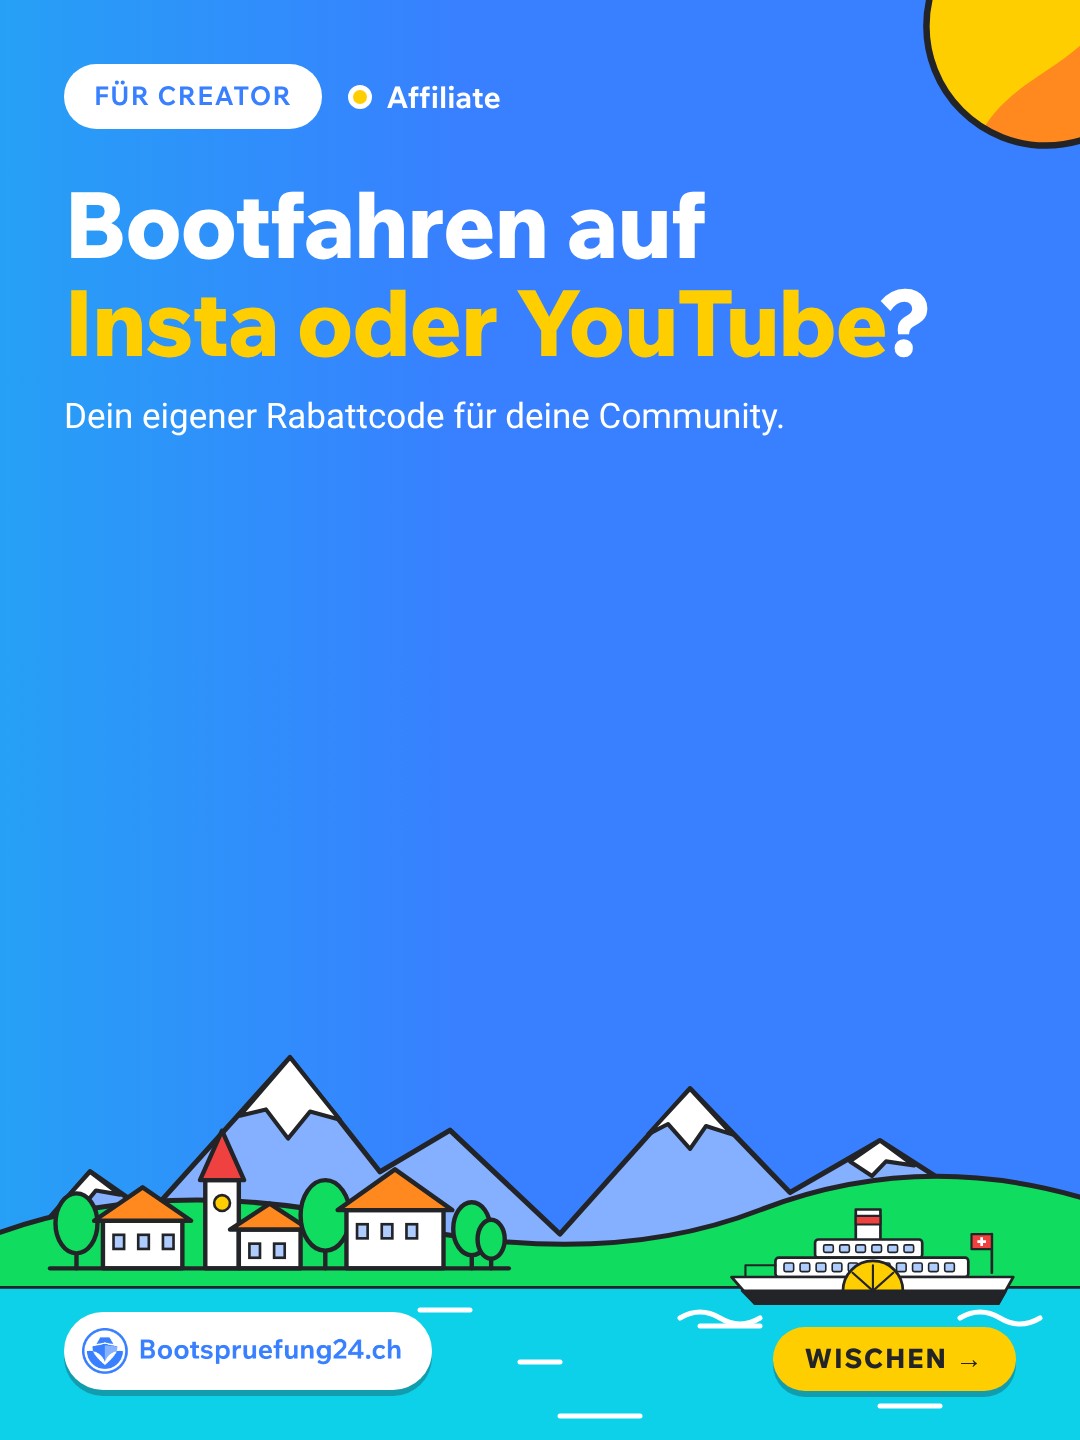 FÜR CREATOR
Affiliate
Bootfahren auf
Insta oder YouTube?
Dein eigener Rabattcode für deine Community.
Bootspruefung24.ch
WISCHEN →